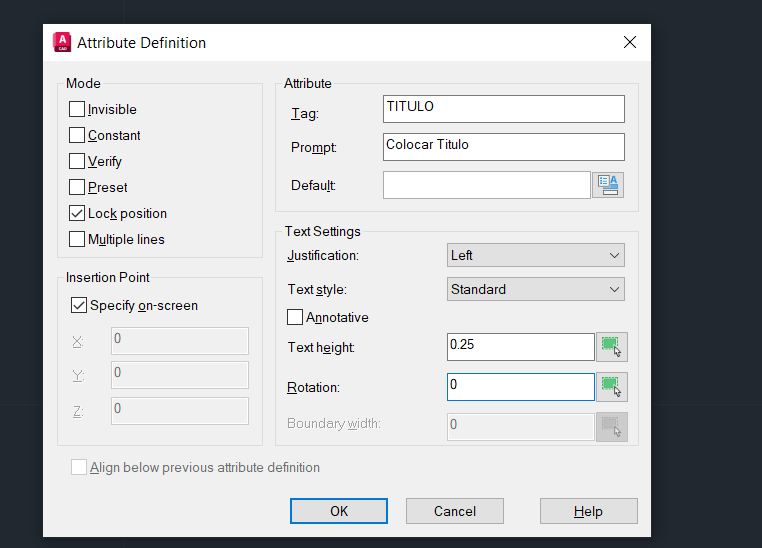 A CAD Attribute Definition
Mode
Invisible
Constant
Verify
Preset
Lock position
Multiple lines
Attribute
Tag: TITULO
Prompt: Colocar Titulo
Default: A
Insertion Point
Specify on-screen
X: 0
Y: 0
Z: 0
Text Settings
Justification: Left
Text style: Standard
Annotative
Text height: 0.25
Rotation: 0
Boundary width: 0
Align below previous attribute definition
OK Cancel Help